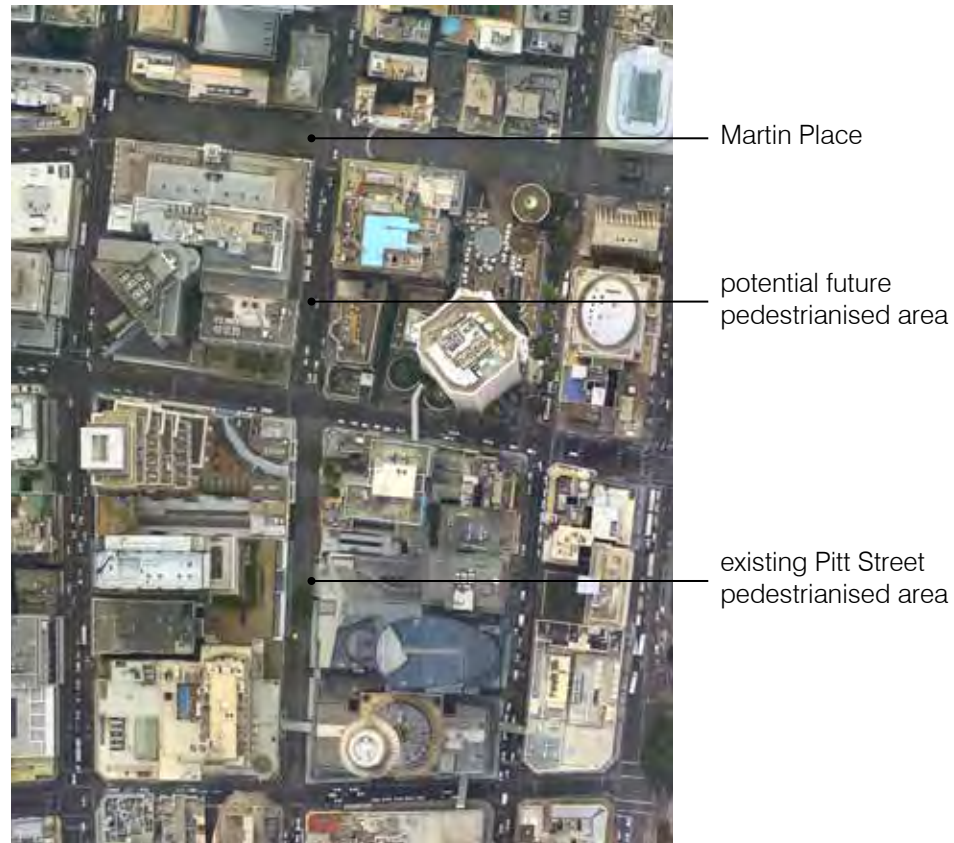 Martin Place
potential future
pedestrianised area
existing Pitt Street
pedestrianised area